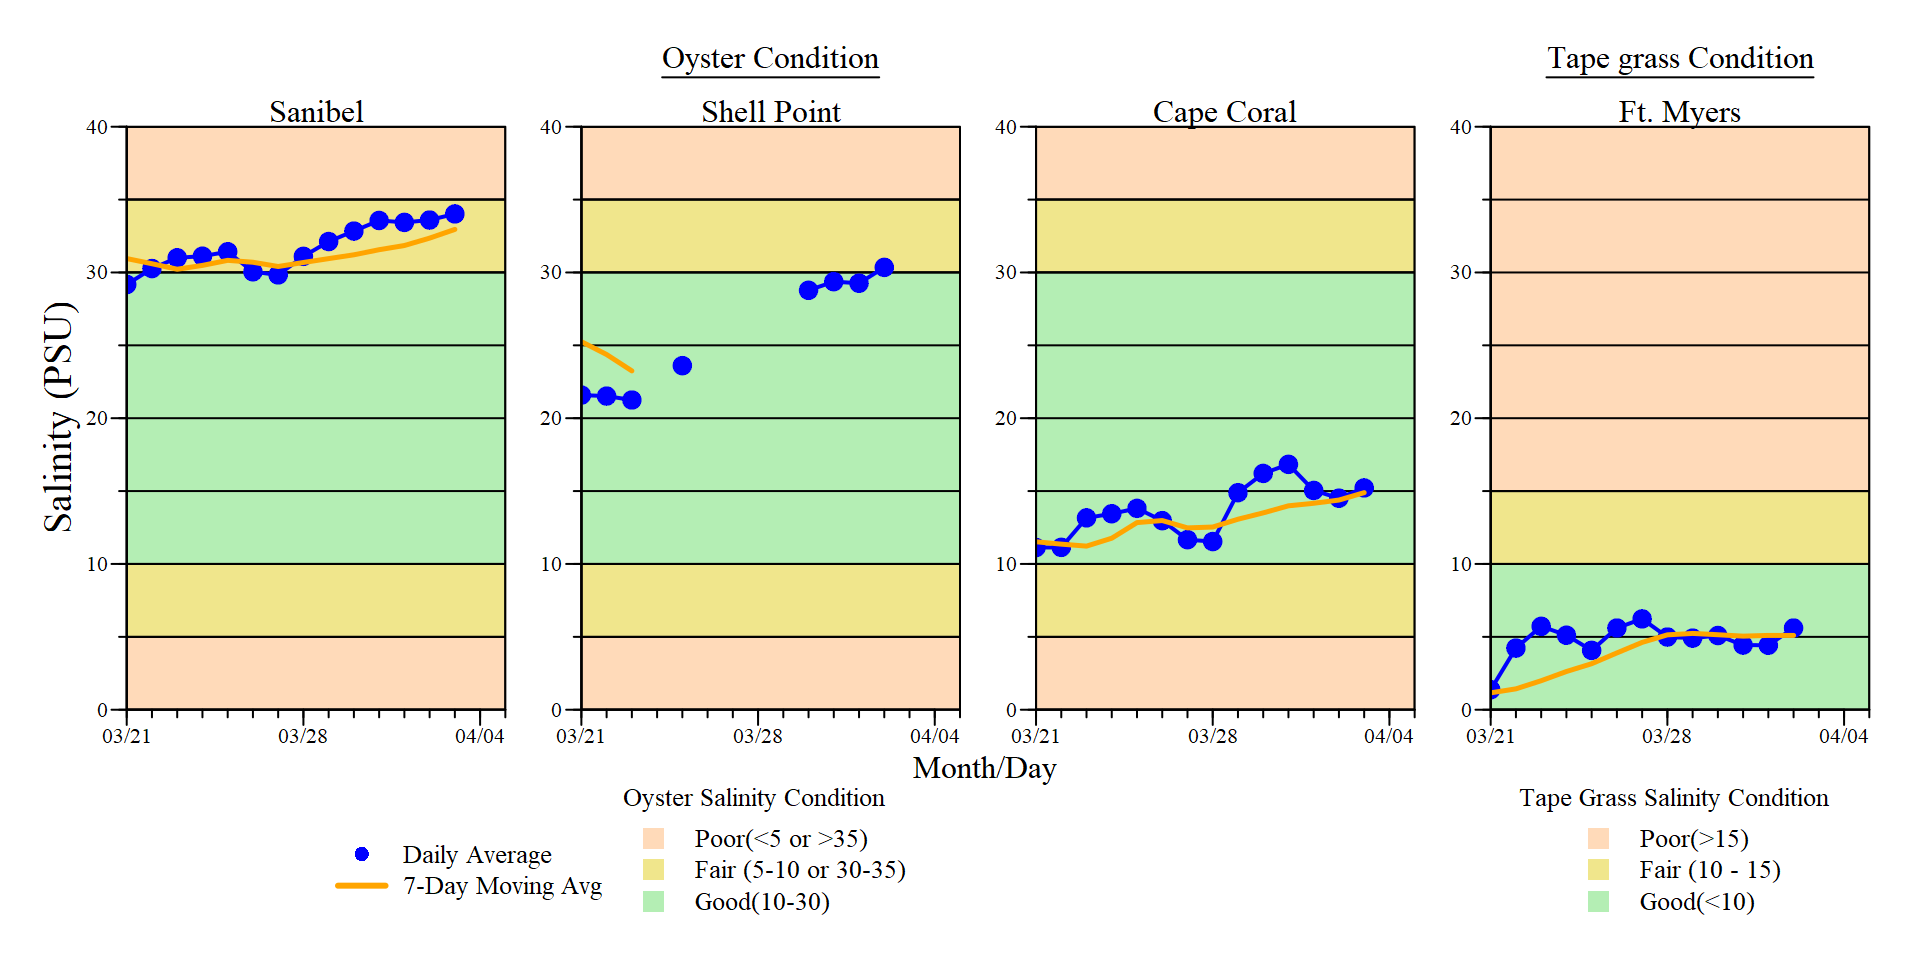 Oyster Condition
Tape grass Condition
Sanibel
Shell Point
Cape Coral
Ft. Myers
Salinity (PSU)
40
30
20
10
0
03/21
03/28
04/04
40
30
20
10
0
03/21
03/28
04/04
40
30
20
10
0
03/21
03/28
04/04
40
30
20
10
0
03/21
03/28
04/04
Month/Day
Daily Average
7-Day Moving Avg
Oyster Salinity Condition
Poor(<5 or >35)
Fair (5-10 or 30-35)
Good(10-30)
Tape Grass Salinity Condition
Poor(>15)
Fair (10 - 15)
Good(<10)